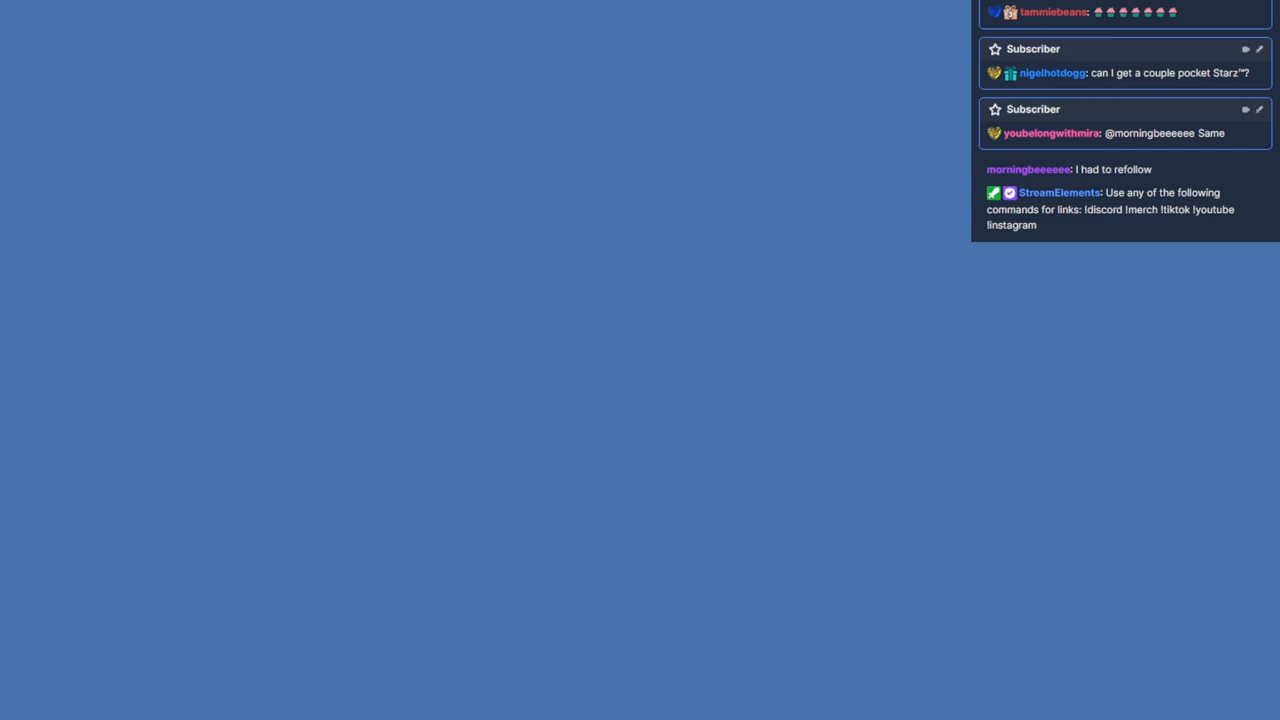 tammiebeans: 🧁🧁🧁🧁🧁🧁🧁
Subscriber
nigelhotdogg: can I get a couple pocket Starz™?
Subscriber
youbelongwithmira: @morningbeeeeee Same
morningbeeeeee: I had to refollow
StreamElements: Use any of the following
commands for links: !discord !merch !tiktok !youtube
!instagram